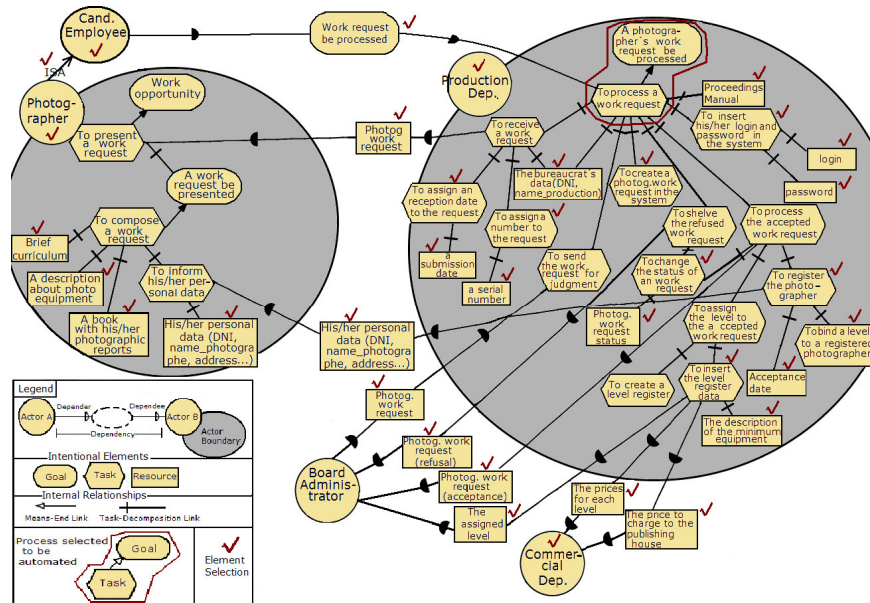 Cand.
Employee
ISA
Photogra-
pher
Work request
be processed
A photogra-
pher´s work
request be
processed
Production
Dep.
Work
opportunity
To present
a work
request
Photog
work request
To receive
a work
request
To process a
work request
Proceedings
Manual
To insert
his/her login and
password in
the system
login
password
A work
request be
presented
To assign an
reception date
to the request
The bureaucrat´s
data(DNI,
name_production)
To create a
photog.work
request in the
system
To compose
a work
request
Brief
curriculum
To assign a
number to
the request
To shelve
the refused
work
request
To process
the accepted
work request
A description
about photo
equipment
To inform
his/her per-
sonal data
a
submission
date
To send
the work
request for
judgment
To change
the status of
an work
request
To register
the photo-
grapher
a serial
number
A book
with his/her
photographic
reports
His/her personal
data (DNI,
name_photogra
phe, address...)
His/her personal
data (DNI,
name_photogra
phe, address...)
Photog.
work request
status
To assign
the level to
the a accepted
work request
To bind a level
to a registered
photographer
Photog.
work
request
To create a
level register
To insert
the level
register
data
Acceptance
date
The description
of the minimum
equipment
Photog. work
request
(refusal)
Board
Adminis-
trator
Photog. work
request
(acceptance)
The
assigned
level
The prices
for each
level
The price to
charge to the
publishing
house
Commer-
cial
Dep.
Legend
Actor A
Depender
Dependee
Actor B
Dependency
Actor
Boundary
Intentional Elements
Goal
Task
Resource
Internal Relationships
Means-End Link
Task-Decomposition Link
Process selected
to be
automated
Goal
Task
Element
Selection